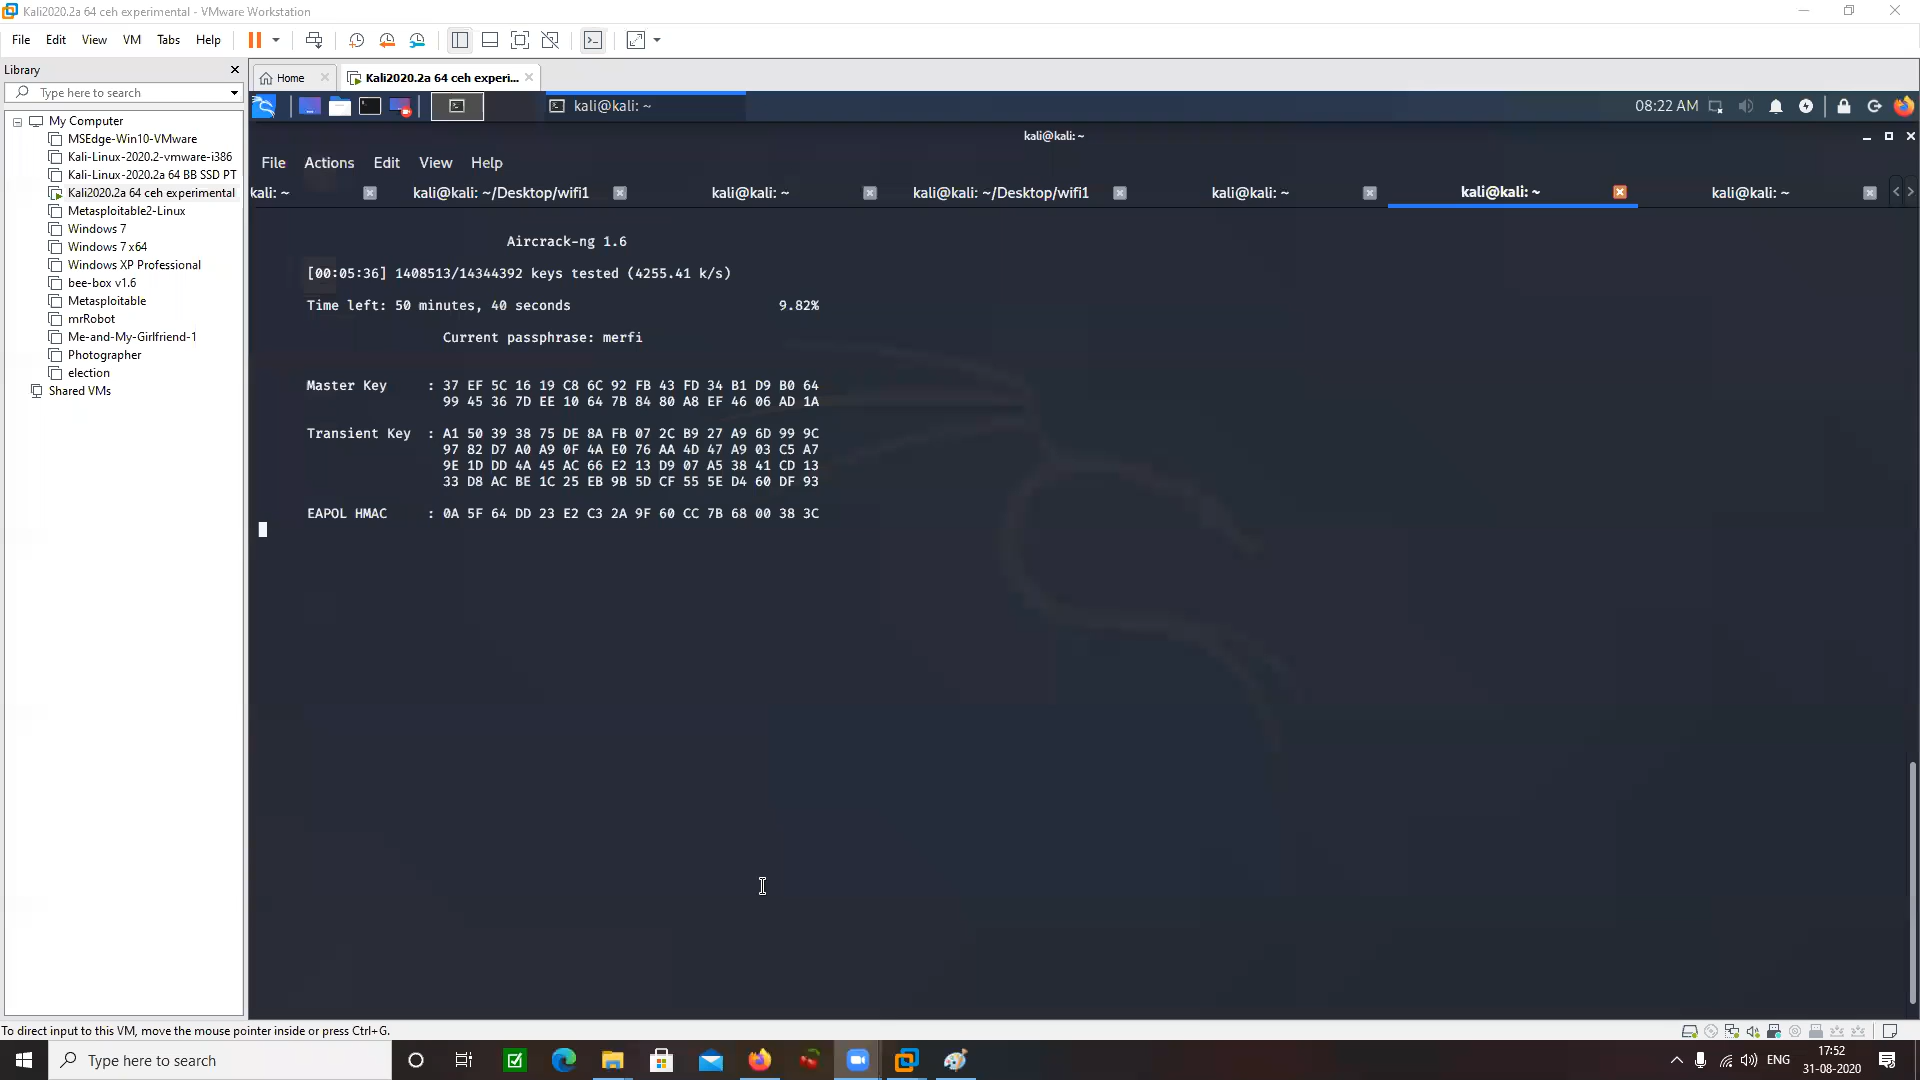 Kali2020.2a 64 ceh experimental - VMware Workstation
File Edit View VM Tabs Help
Library
Type here to search
Home
Kali2020.2a 64 ceh experi...
My Computer
MSEdge-Win10-VMware
Kali-Linux-2020.2-vmware-i386
Kali-Linux-2020.2a 64 BB SSD PT
Kali2020.2a 64 ceh experimental
Metasploitable2-Linux
Windows 7
Windows 7 x64
Windows XP Professional
bee-box v1.6
Metasploitable
mrRobot
Me-and-My-Girlfriend-1
Photographer
election
Shared VMs
kali@kali: ~
08:22 AM
kali@kali: ~
File Actions Edit View Help
kali: ~
kali@kali: ~/Desktop/wifi1
kali@kali: ~
kali@kali: ~/Desktop/wifi1
kali@kali: ~
kali@kali: ~
kali@kali: ~
Aircrack-ng 1.6
[00:05:36] 1408513/14344392 keys tested (4255.41 k/s)
Time left: 50 minutes, 40 seconds 9.82%
Current passphrase: merfi
Master Key : 37 EF 5C 16 19 C8 6C 92 FB 43 FD 34 B1 D9 B0 64
99 45 36 7D EE 10 64 7B 84 80 A8 EF 46 06 AD 1A
Transient Key : A1 50 39 38 75 DE 8A FB 07 2C B9 27 A9 6D 99 9C
97 82 D7 A0 A9 0F 4A E0 76 AA 4D 47 A9 03 C5 A7
9E 1D DD 4A 45 AC 66 E2 13 D9 07 A5 38 41 CD 13
33 D8 AC BE 1C 25 EB 9B 5D CF 55 5E D4 60 DF 93
EAPOL HMAC : 0A 5F 64 DD 23 E2 C3 2A 9F 60 CC 7B 68 00 38 3C
To direct input to this VM, move the mouse pointer inside or press Ctrl+G.
Type here to search
ENG
17:52
31-08-2020